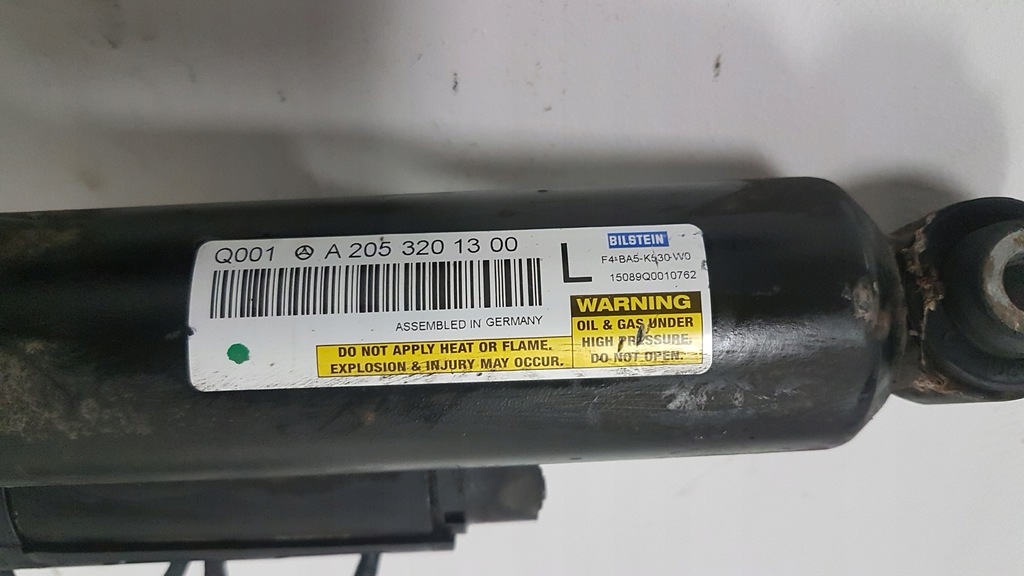 Q001 A 205 320 13 00
L
BILSTEIN
F4-BA5-K530-W0
15089Q0010762
ASSEMBLED IN GERMANY
WARNING
OIL & GAS UNDER
HIGH PRESSURE.
DO NOT OPEN.
DO NOT APPLY HEAT OR FLAME.
EXPLOSION & INJURY MAY OCCUR.